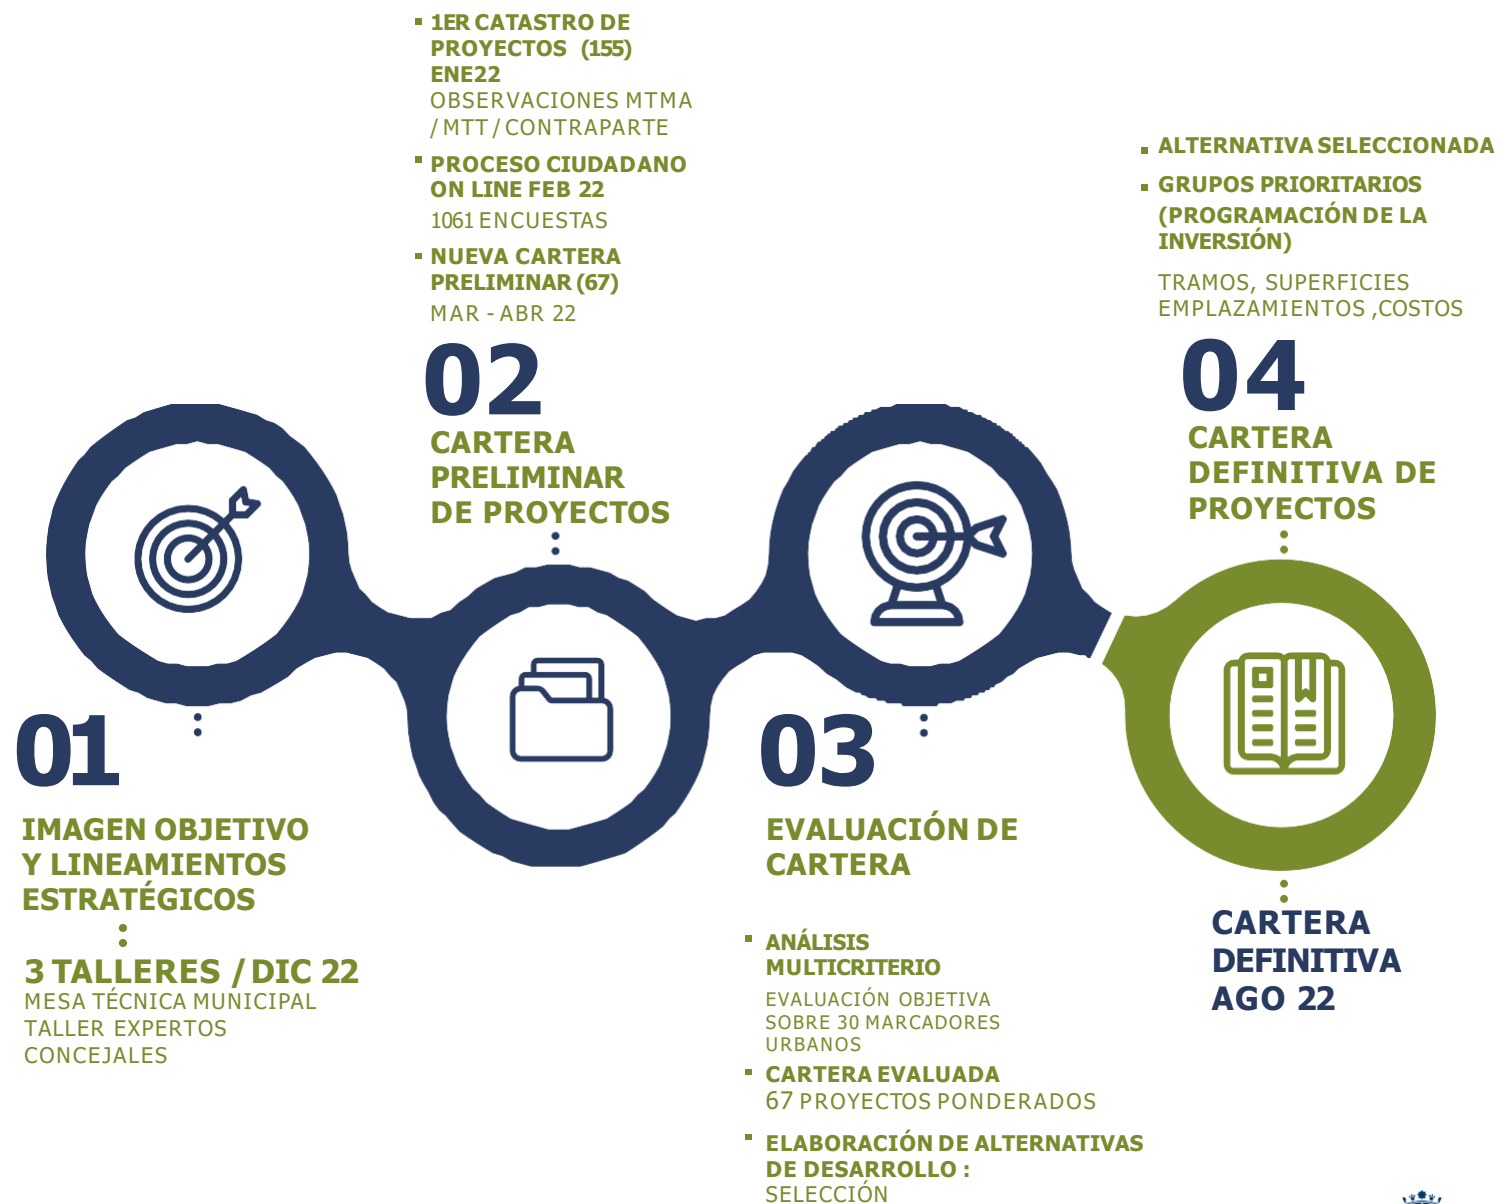 01
IMAGEN OBJETIVO
Y LINEAMIENTOS
ESTRATÉGICOS
3 TALLERES / DIC 22
MESA TÉCNICA MUNICIPAL
TALLER EXPERTOS
CONCEJALES
1ER CATASTRO DE
PROYECTOS (155)
ENE22
OBSERVACIONES MTMA
/ MTT / CONTRAPARTE
PROCESO CIUDADANO
ON LINE FEB 22
1061 ENCUESTAS
NUEVA CARTERA
PRELIMINAR (67)
MAR - ABR 22
02
CARTERA
PRELIMINAR
DE PROYECTOS
03
EVALUACIÓN DE
CARTERA
ANÁLISIS
MULTICRITERIO
EVALUACIÓN OBJETIVA
SOBRE 30 MARCADORES
URBANOS
CARTERA EVALUADA
67 PROYECTOS PONDERADOS
ELABORACIÓN DE ALTERNATIVAS
DE DESARROLLO :
SELECCIÓN
ALTERNATIVA SELECCIONADA
GRUPOS PRIORITARIOS
(PROGRAMACIÓN DE LA
INVERSIÓN)
TRAMOS, SUPERFICIES
EMPLAZAMIENTOS ,COSTOS
04
CARTERA
DEFINITIVA DE
PROYECTOS
CARTERA
DEFINITIVA
AGO 22